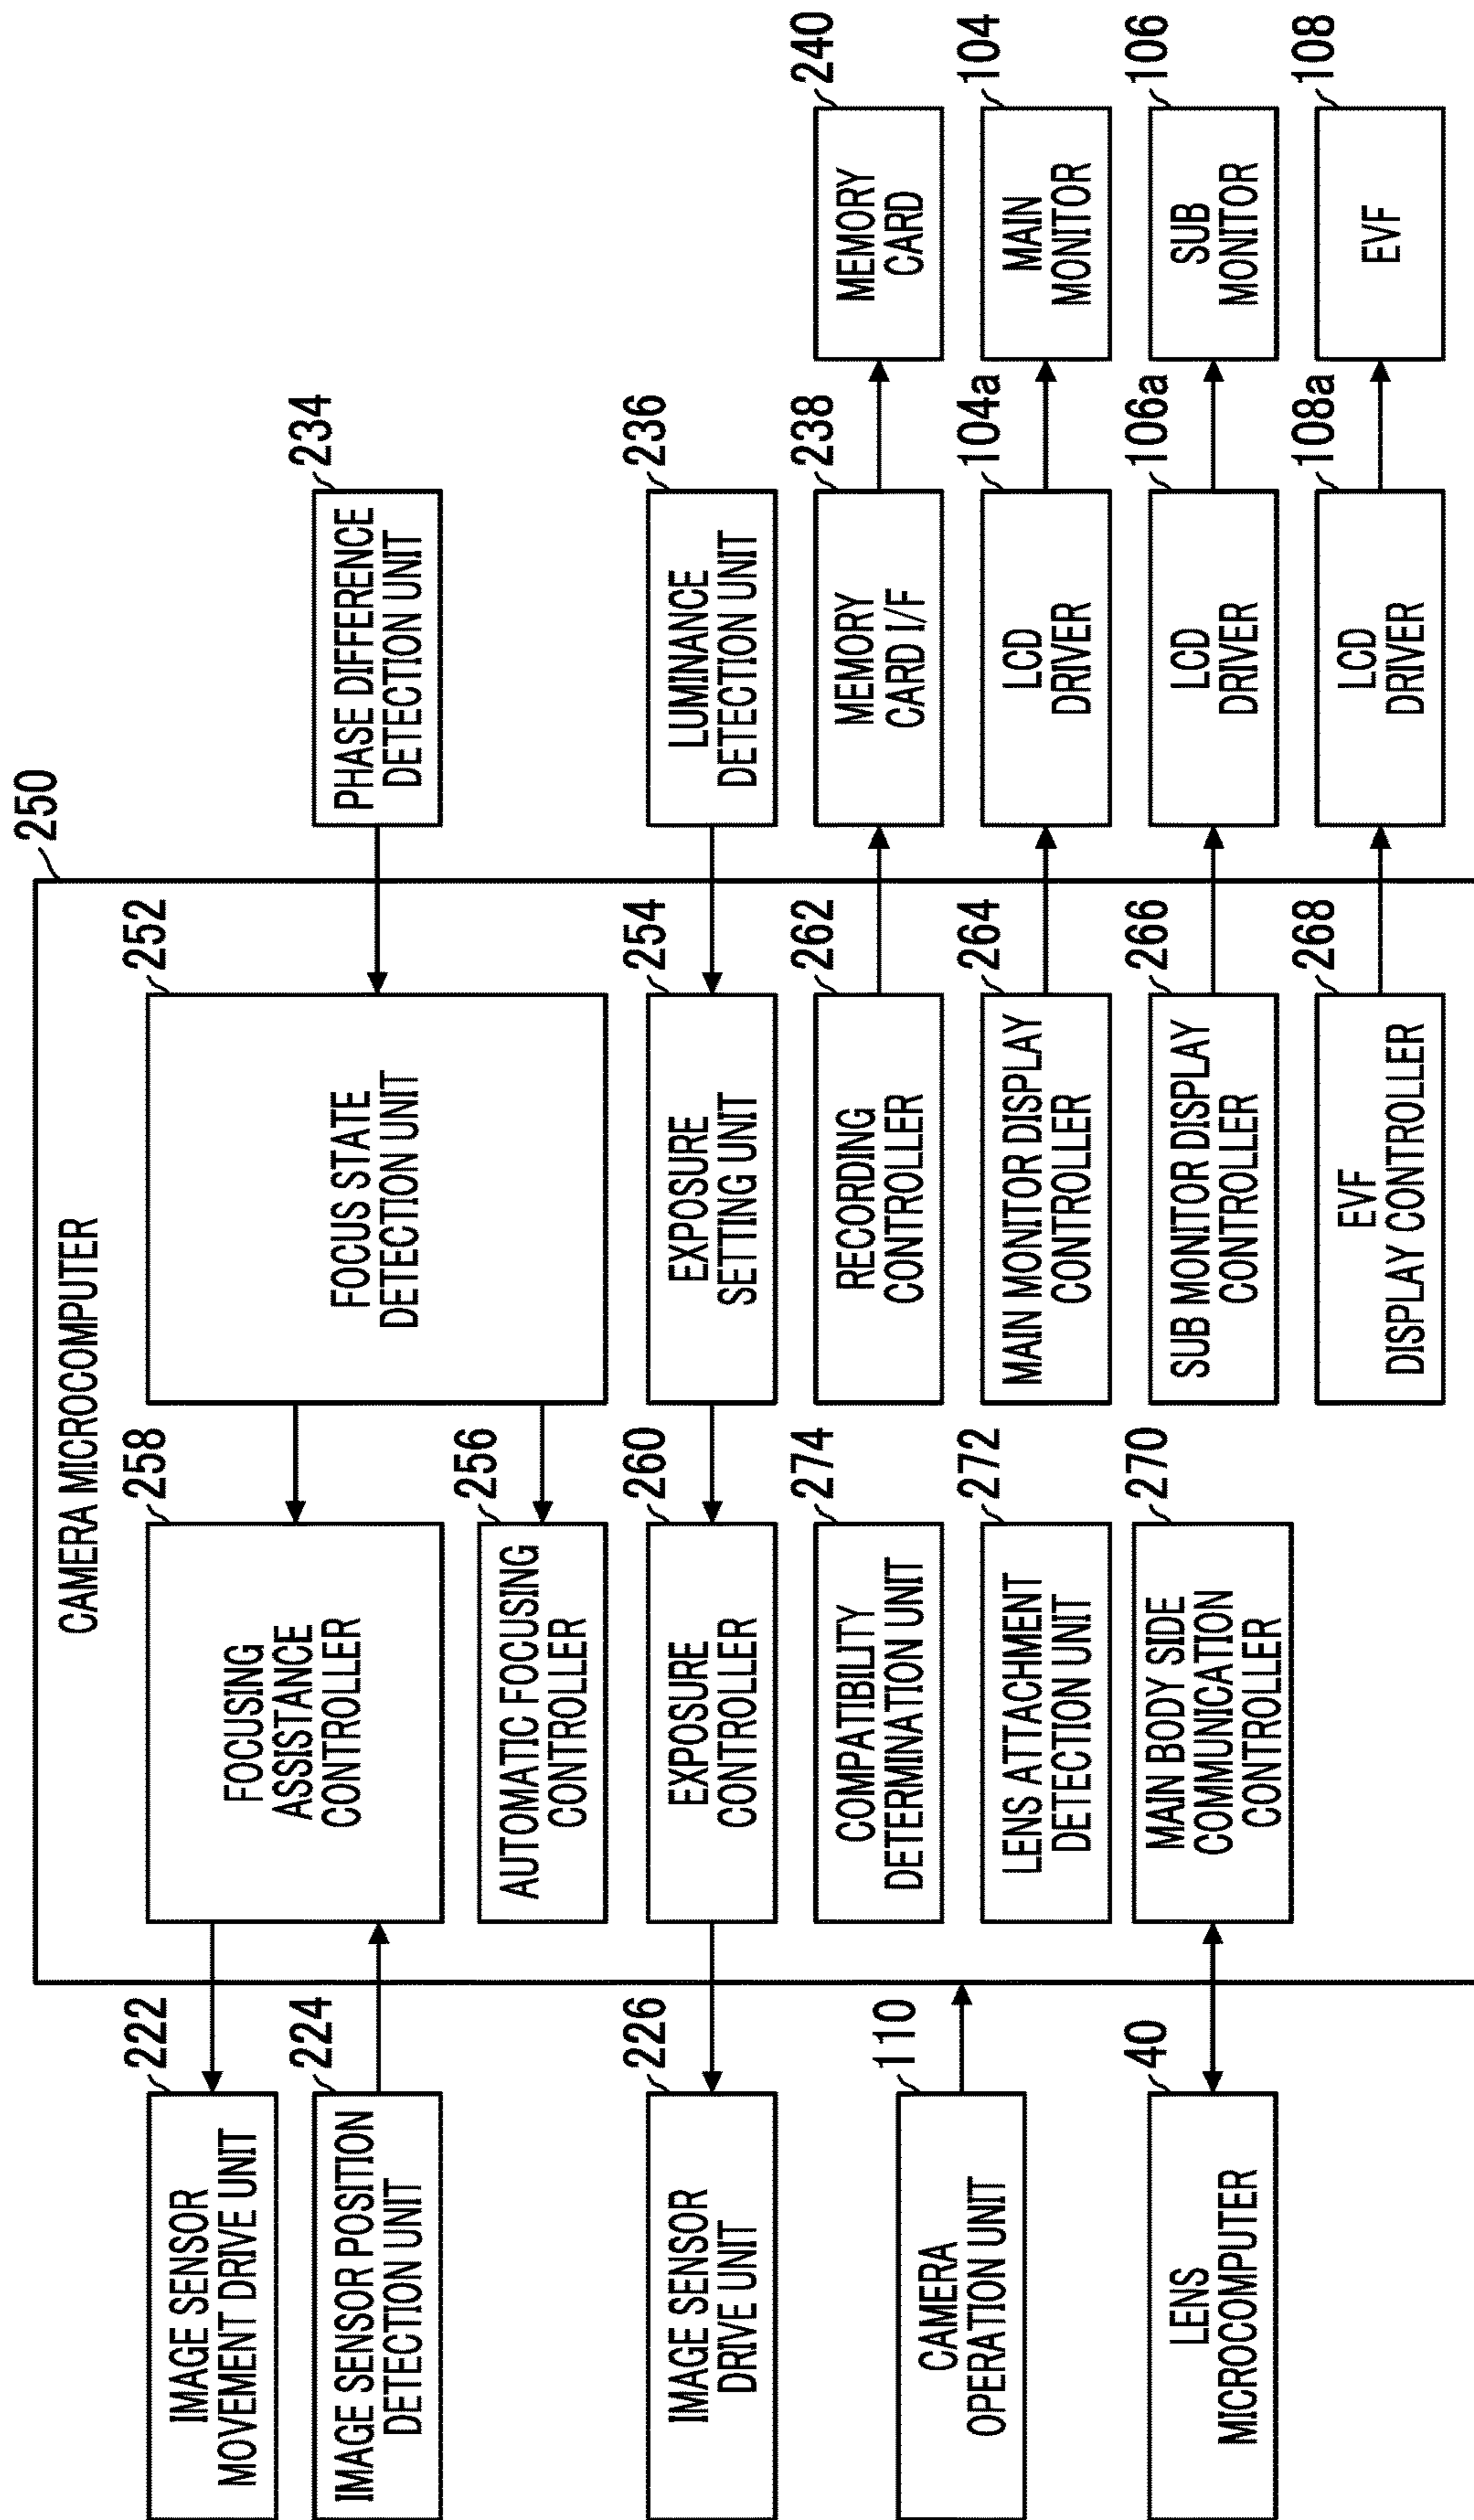 CAMERA MICROCOMPUTER
250
222
IMAGE SENSOR
MOVEMENT DRIVE UNIT
224
IMAGE SENSOR POSITION
DETECTION UNIT
226
IMAGE SENSOR
DRIVE UNIT
110
CAMERA
OPERATION UNIT
40
LENS
MICROCOMPUTER
258
FOCUSING
ASSISTANCE
CONTROLLER
256
AUTOMATIC FOCUSING
CONTROLLER
260
EXPOSURE
CONTROLLER
274
COMPATIBILITY
DETERMINATION UNIT
272
LENS ATTACHMENT
DETECTION UNIT
270
MAIN BODY SIDE
COMMUNICATION
CONTROLLER
252
FOCUS STATE
DETECTION UNIT
254
EXPOSURE
SETTING UNIT
262
RECORDING
CONTROLLER
264
MAIN MONITOR DISPLAY
CONTROLLER
266
SUB MONITOR DISPLAY
CONTROLLER
268
EVF
DISPLAY CONTROLLER
234
PHASE DIFFERENCE
DETECTION UNIT
236
LUMINANCE
DETECTION UNIT
238
MEMORY
CARD I/F
104a
LCD
DRIVER
106a
LCD
DRIVER
108a
LCD
DRIVER
240
MEMORY
CARD
104
MAIN
MONITOR
106
SUB
MONITOR
108
EVF